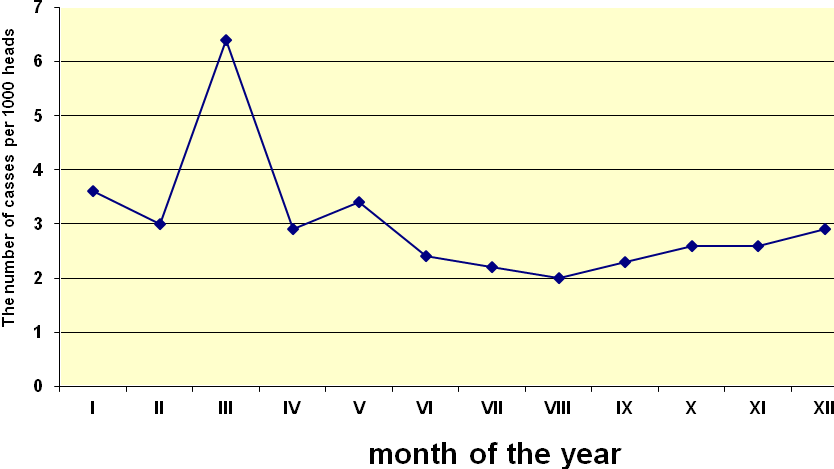 The number of casses per 1000 heads
7
6
5
4
3
2
1
0
I II III IV V VI VII VIII IX X XI XII
month of the year